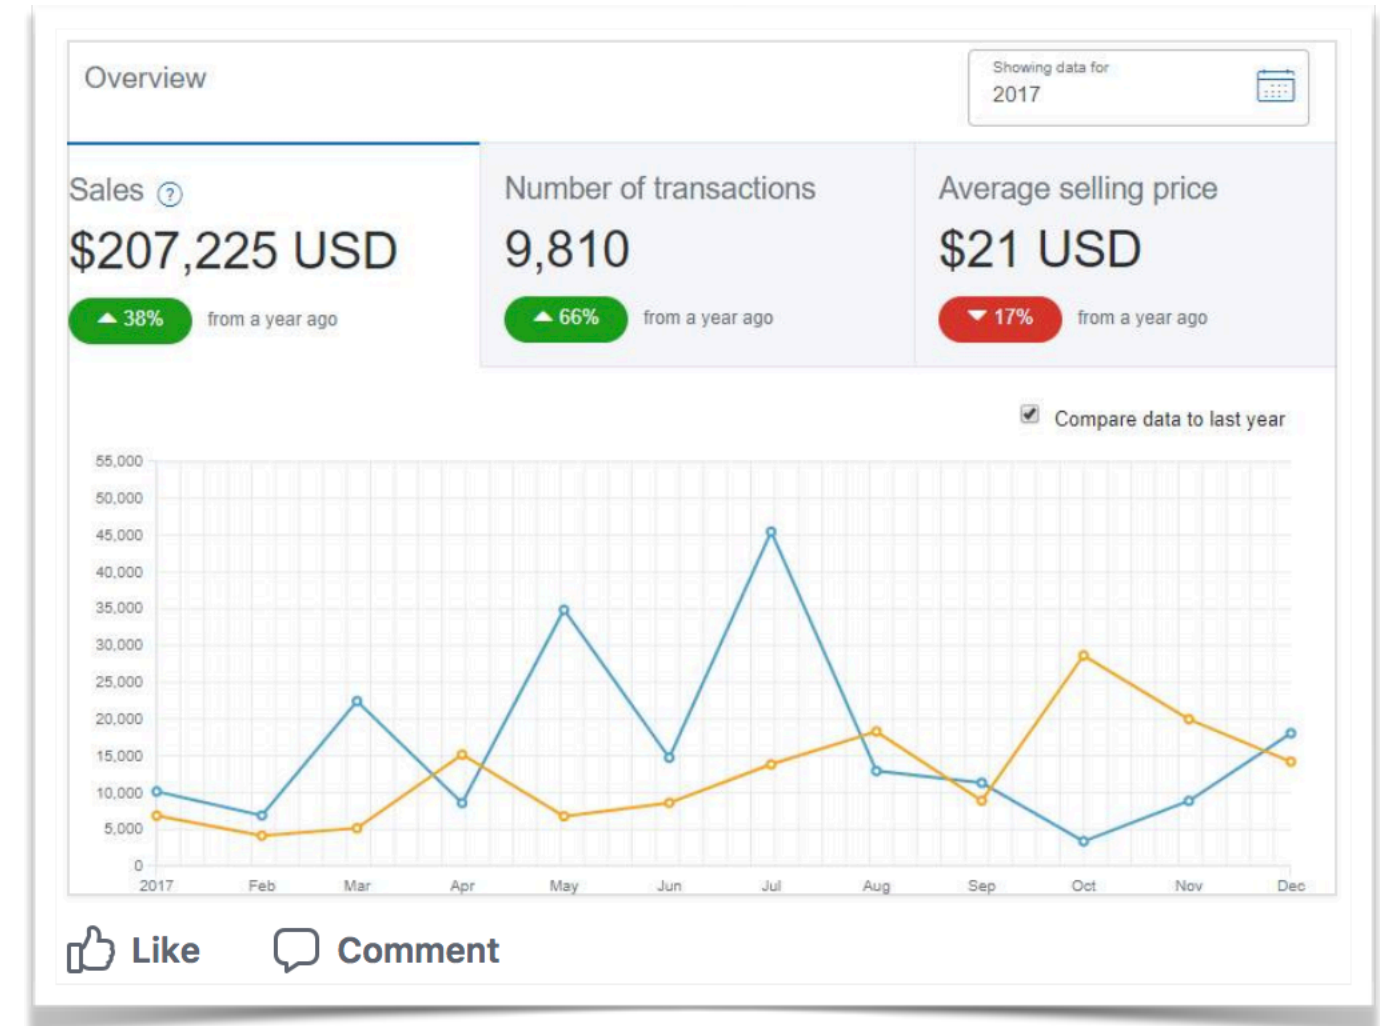 Overview
Showing data for
2017
Sales ?
$207,225 USD
38% from a year ago
Number of transactions
9,810
66% from a year ago
Average selling price
$21 USD
17% from a year ago
Compare data to last year
55,000
50,000
45,000
40,000
35,000
30,000
25,000
20,000
15,000
10,000
5,000
0
2017 Feb Mar Apr May Jun Jul Aug Sep Oct Nov Dec
Like Comment